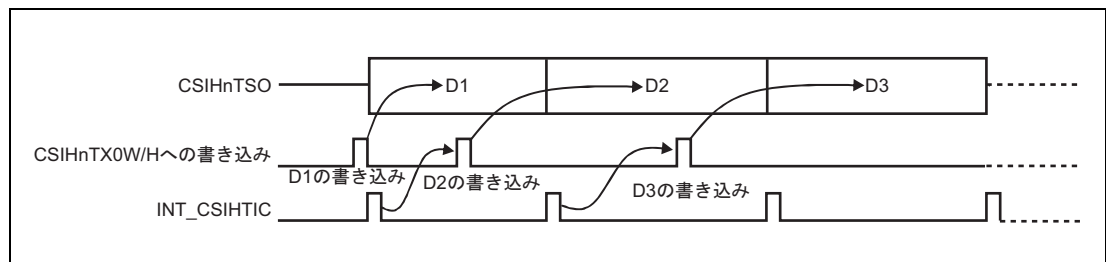 CSIHnTSO
D1
D2
D3
CSIHnTX0W/Hへの書き込み
D1の書き込み
D2の書き込み
D3の書き込み
INT_CSIHTIC